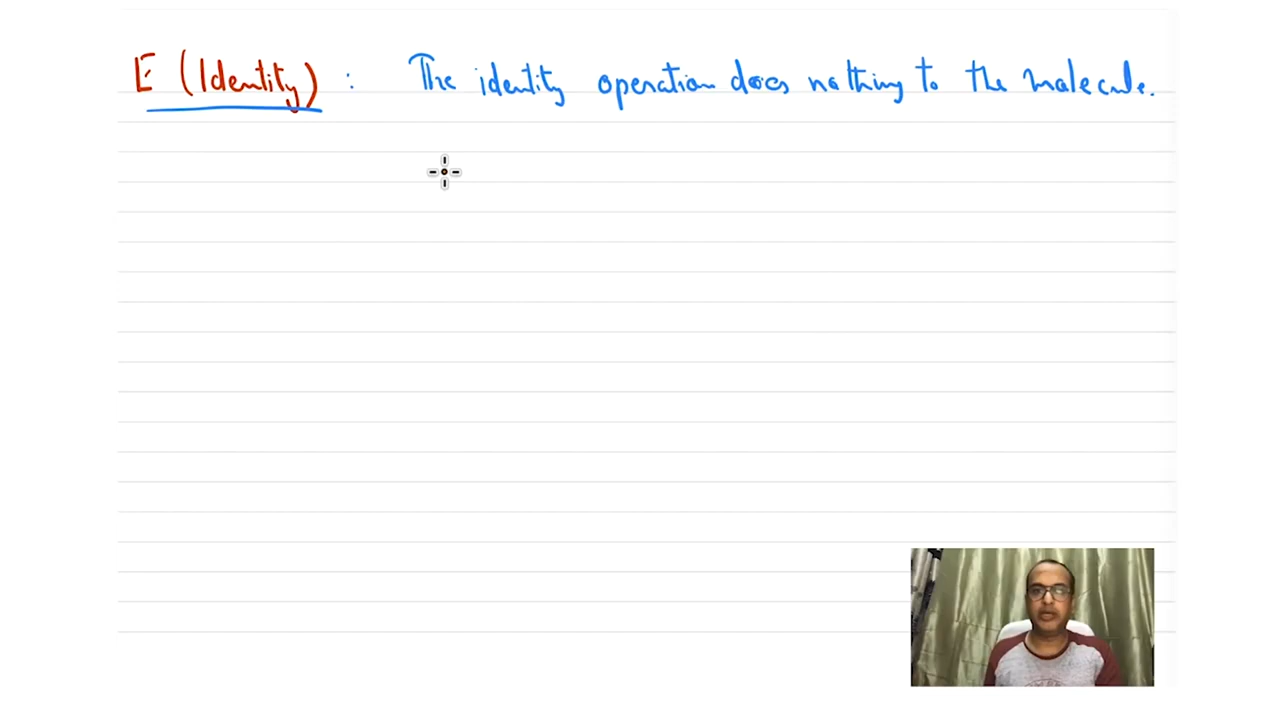 E (Identity) : The identity operation does nothing to the molecule.